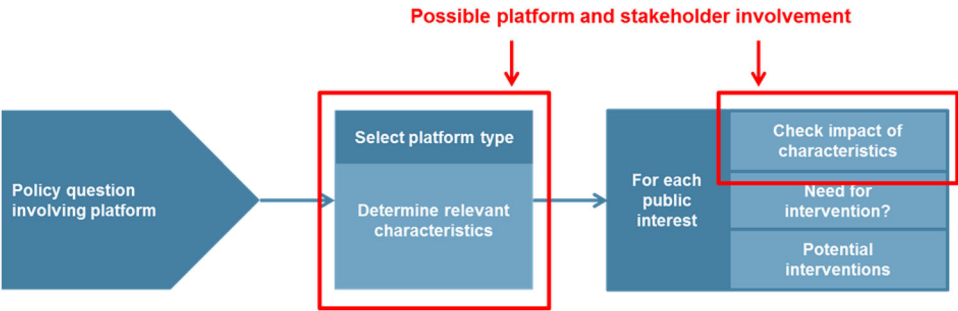 Possible platform and stakeholder involvement
Policy question
involving platform
Select platform type
Determine relevant
characteristics
For each
public
interest
Check impact of
characteristics
Need for
intervention?
Potential
interventions